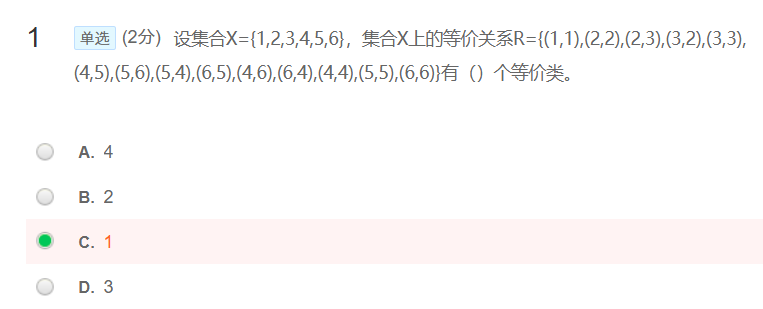 1 单选 (2分) 设集合X={1,2,3,4,5,6}，集合X上的等价关系R={(1,1),(2,2),(2,3),(3,2),(3,3),
(4,5),(5,6),(5,4),(6,5),(4,6),(6,4),(4,4),(5,5),(6,6)}有（）个等价类。
A. 4
B. 2
C. 1
D. 3